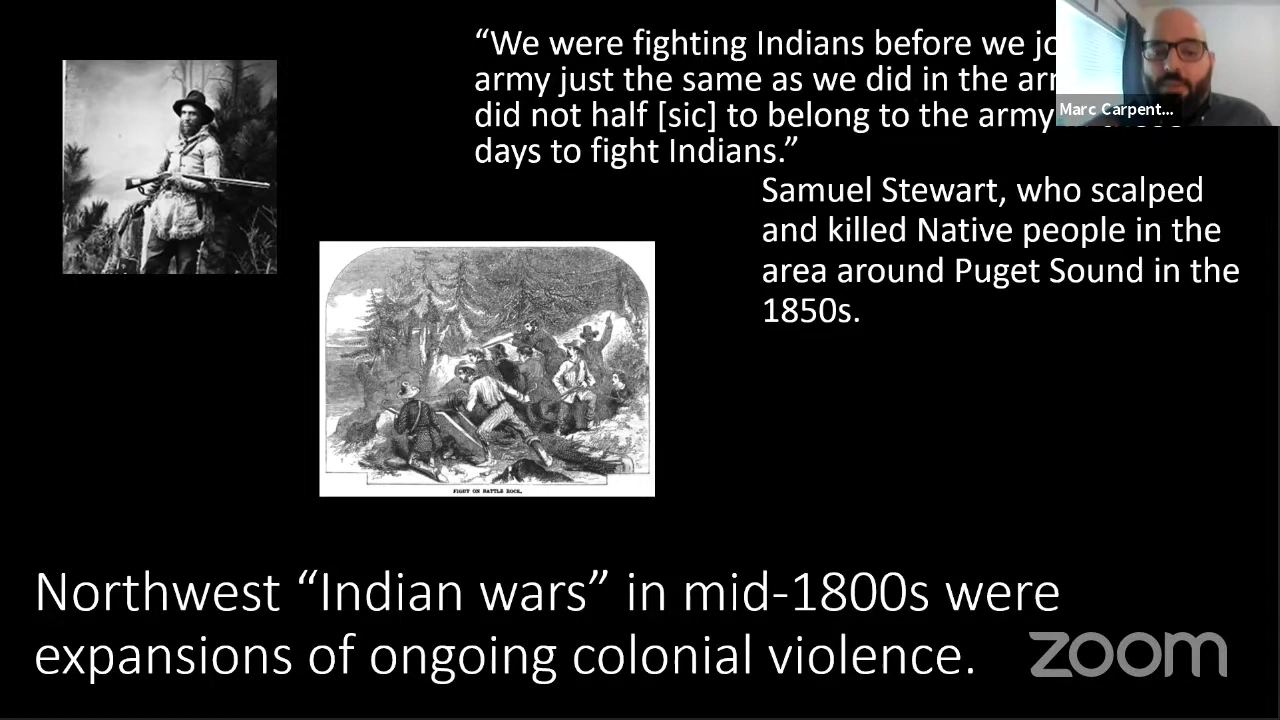 “We were fighting Indians before we
army just the same as we did in the
did not half [sic] to belong to the army
days to fight Indians.”
Marc Carpent...
Samuel Stewart, who scalped
and killed Native people in the
area around Puget Sound in the
1850s.
FIGHT ON BATTLE ROCK.
Northwest “Indian wars” in mid-1800s were
expansions of ongoing colonial violence.
zoom